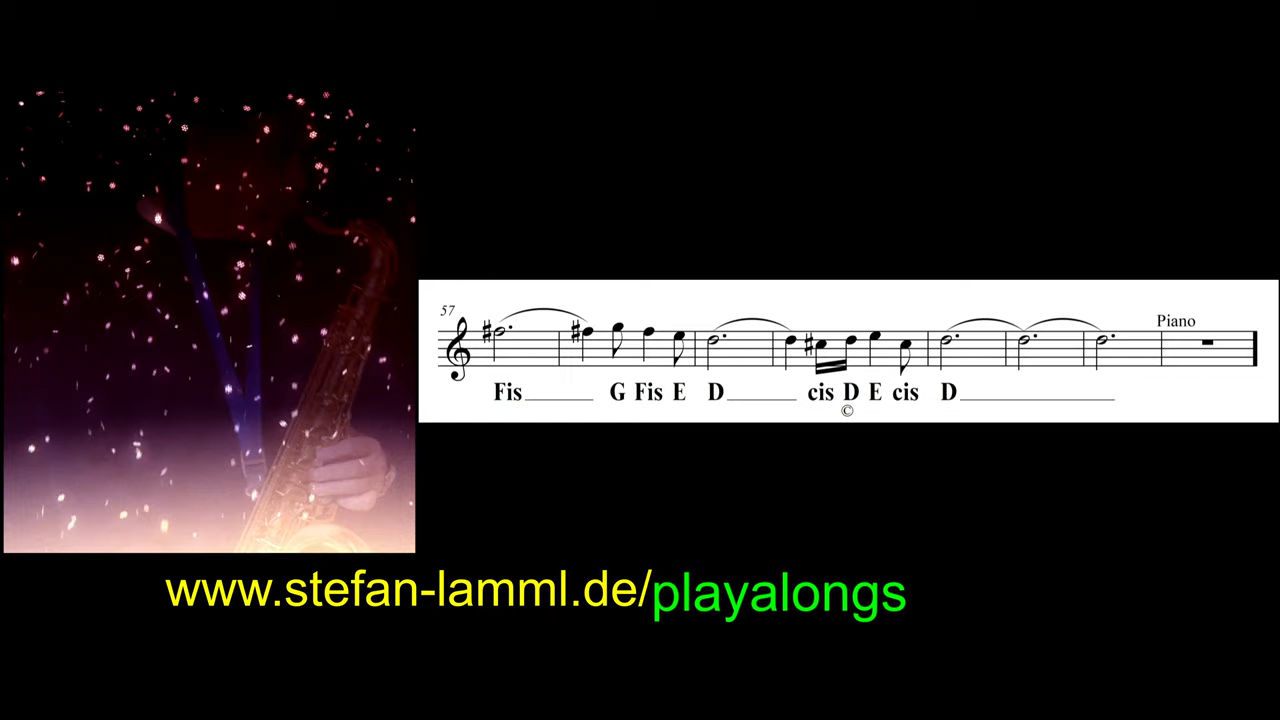 57
Piano
Fis G Fis E D cis D E cis D
©
www.stefan-lamml.de/playalongs